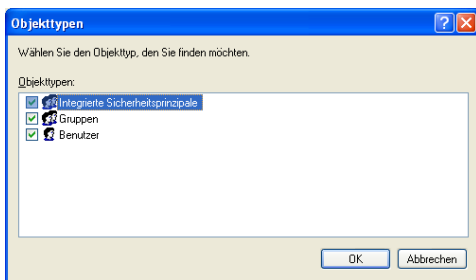 Objekttypen
Wählen Sie den Objekttyp, den Sie finden möchten.
Objekttypen:
Integrierte Sicherheitsprinzipale
Gruppen
Benutzer
OK Abbrechen